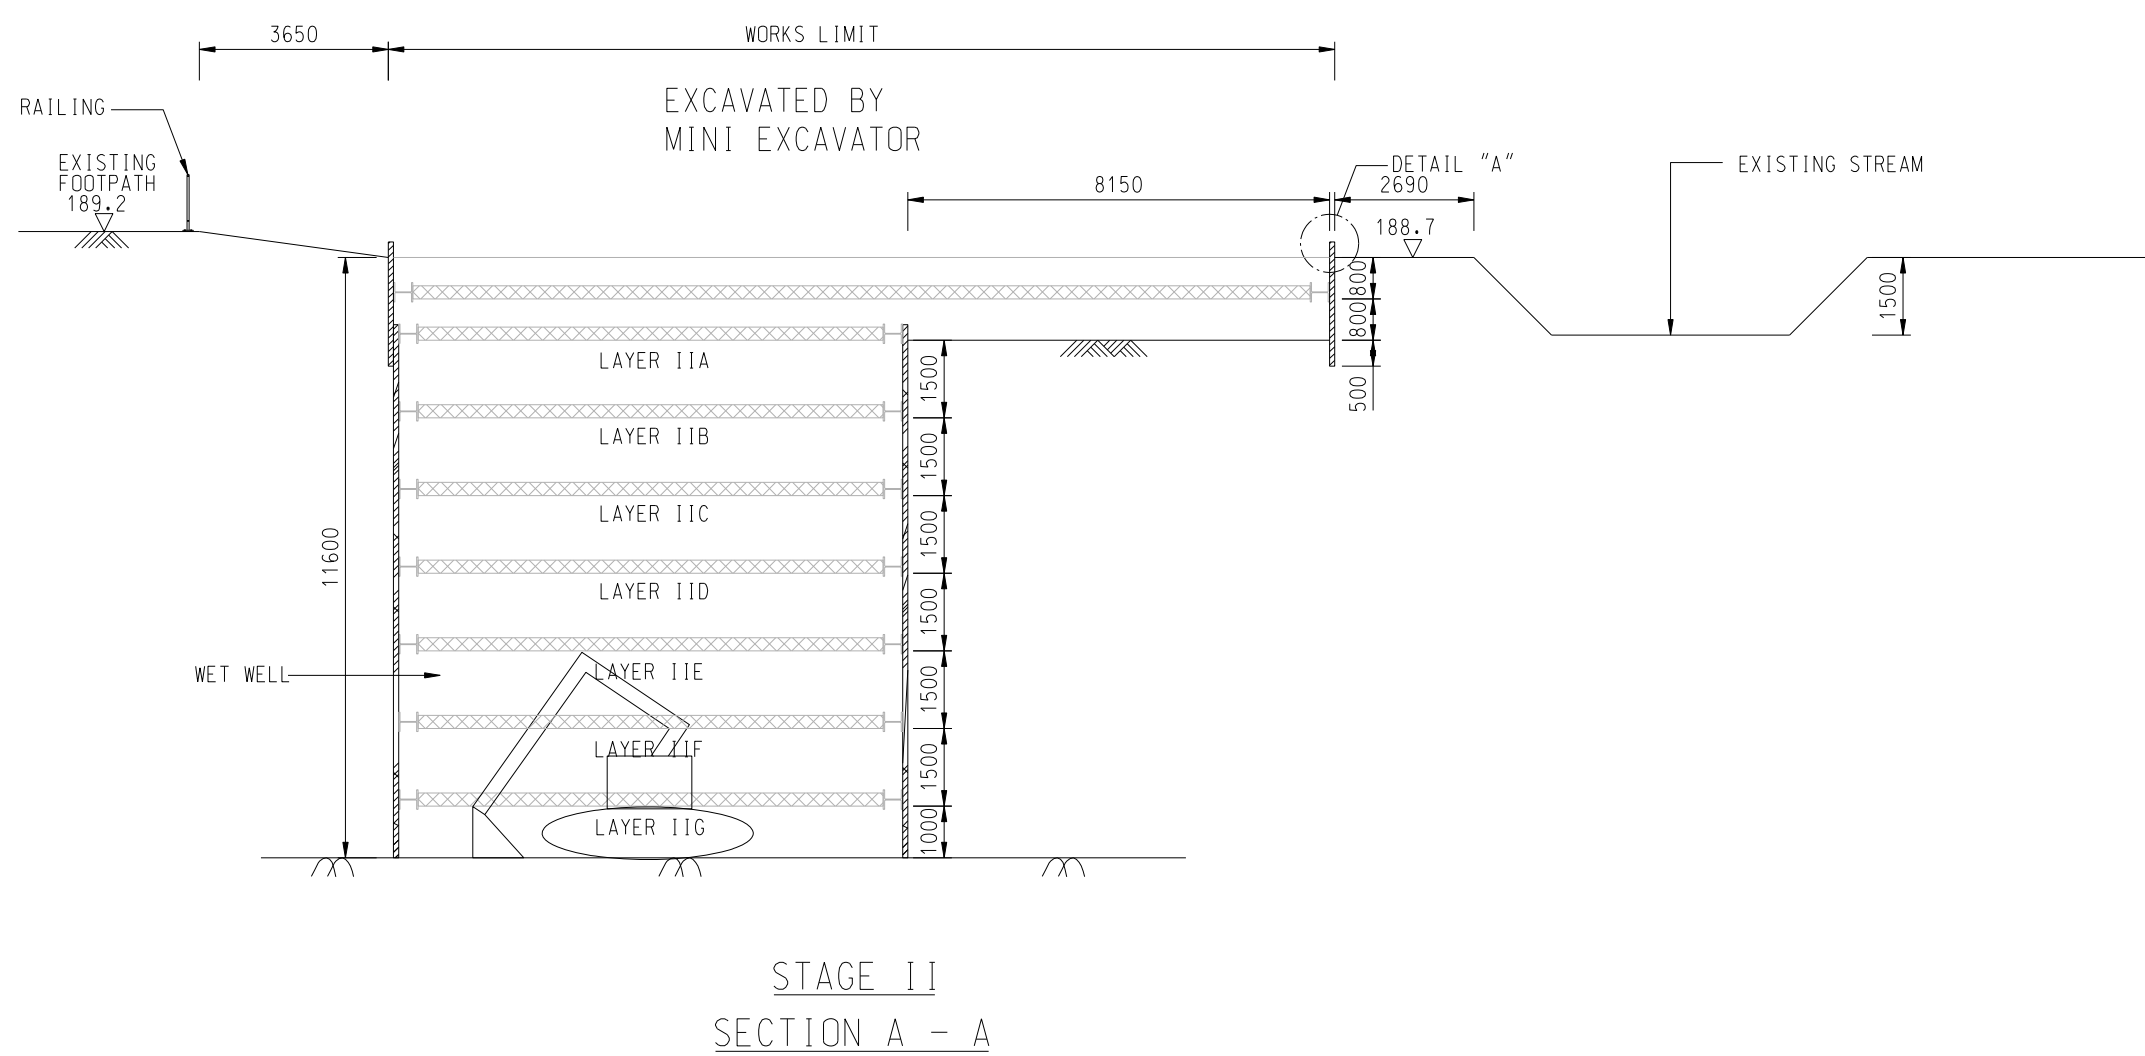 3650
WORKS LIMIT
EXCAVATED BY
MINI EXCAVATOR
RAILING
EXISTING
FOOTPATH
189.2
DETAIL "A"
EXISTING STREAM
8150
2690
188.7
800
800
500
1500
11600
LAYER IIA
LAYER IIB
LAYER IIC
LAYER IID
LAYER IIE
LAYER IIF
LAYER IIG
1500
1500
1500
1500
1500
1500
1000
WET WELL
STAGE II
SECTION A - A